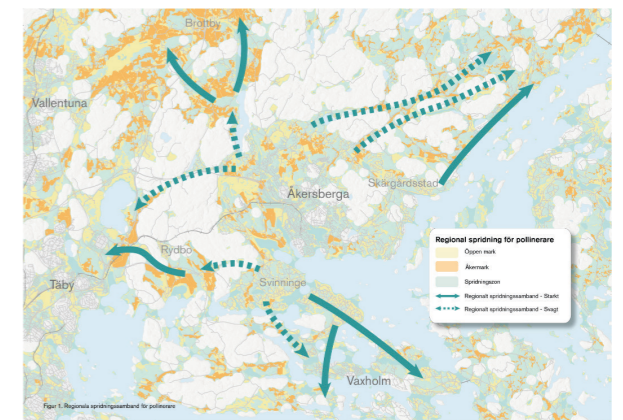 Brottby
Vallentuna
Skärgårdsstad
Åkersberga
Rydbo
Täby
Svinninge
Vaxholm
Regional spridning för pollinerare
Öppen mark
Åkermark
Spridningszon
Regionalt spridningssamband - Starkt
Regionalt spridningssamband - Svagt
Figur 1. Regionala spridningssamband för pollinerare